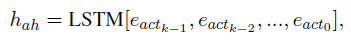 h_{ah} = LSTM[e_{act_{k-1}}, e_{act_{k-2}}, ..., e_{act_0}],